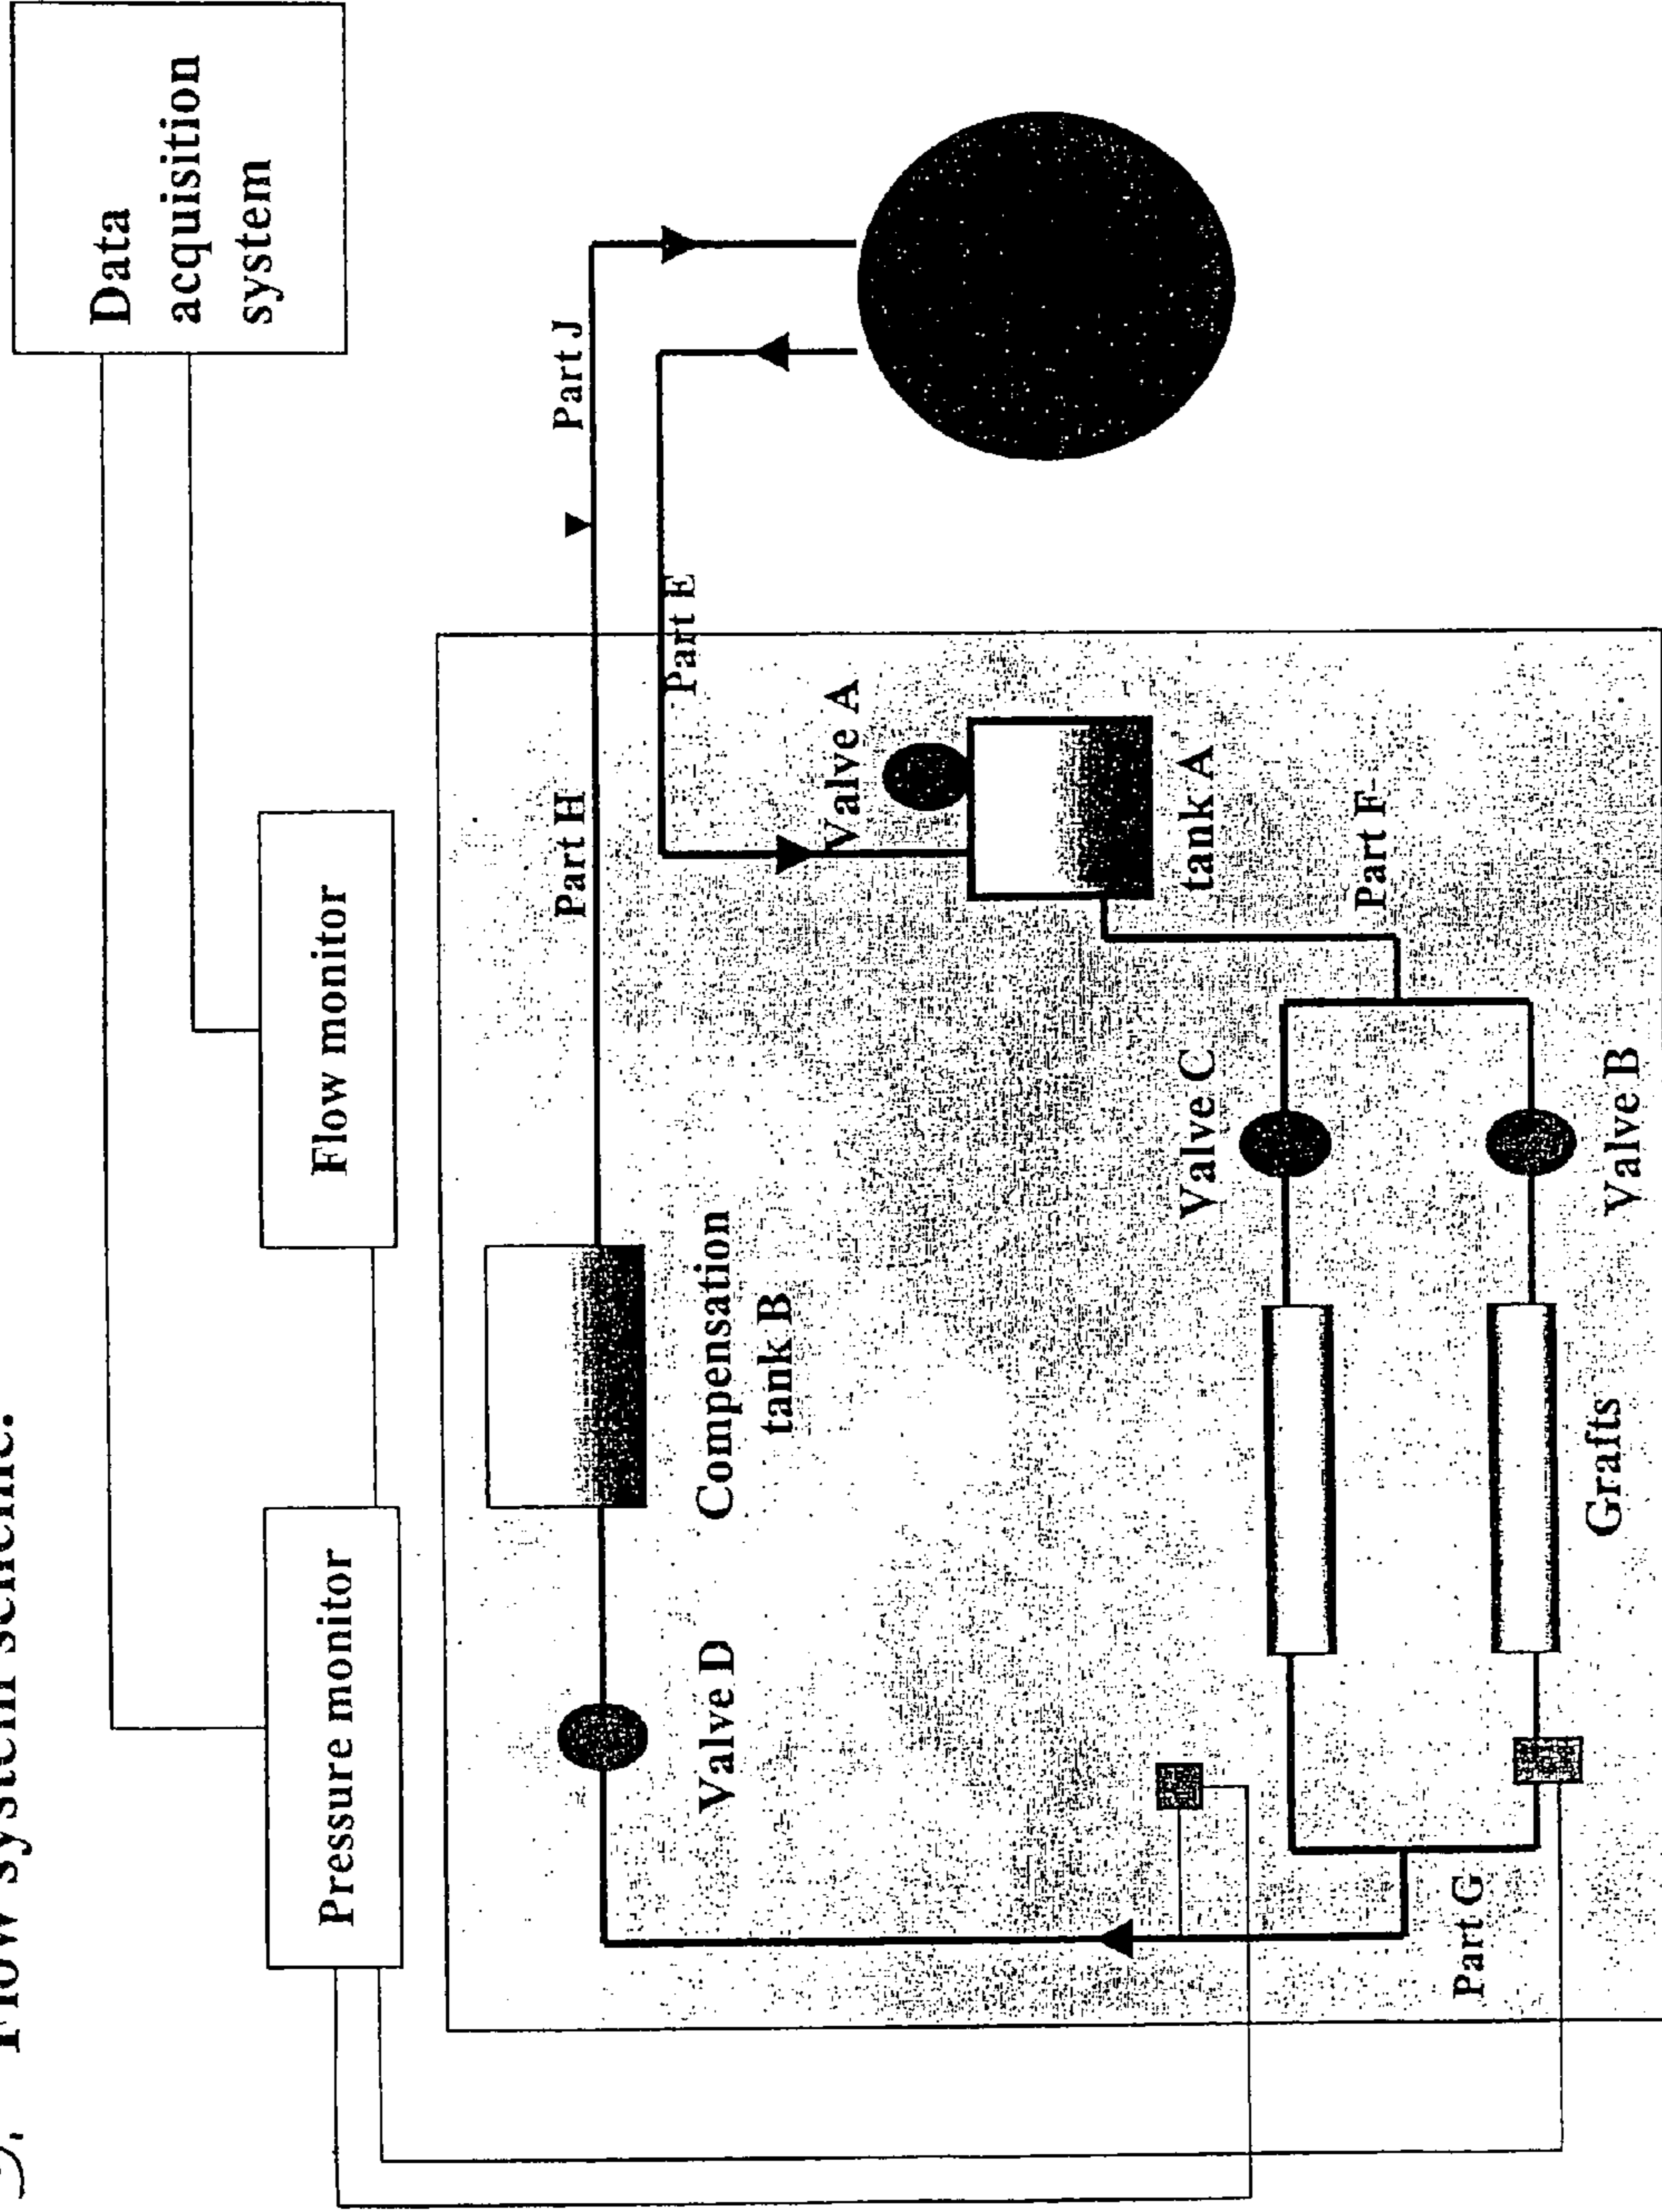 Flow system scheme.
Data
acquisition
system
Flow monitor
Pressure monitor
Part J
Part H
Part E
Valve A
tank A
Part F
Compensation
tank B
Valve D
Valve C
Valve B
Grafts
Part G